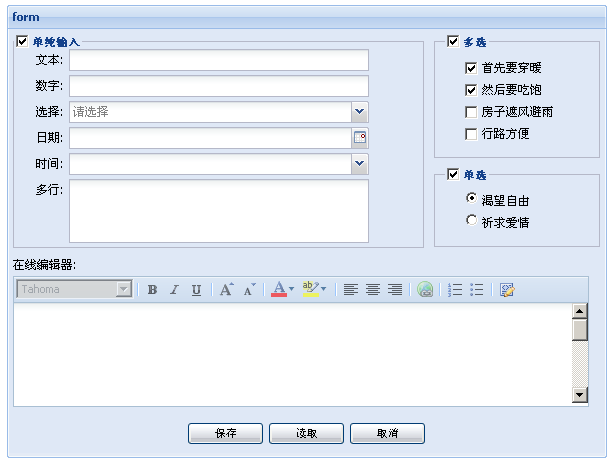 form
单纯输入
文本:
数字:
选择: 请选择
日期:
时间:
多行:
多选
首先要穿暖
然后要吃饱
房子遮风避雨
行路方便
单选
渴望自由
祈求爱情
在线编辑器:
Tahoma B I U A A A ab
保存 读取 取消